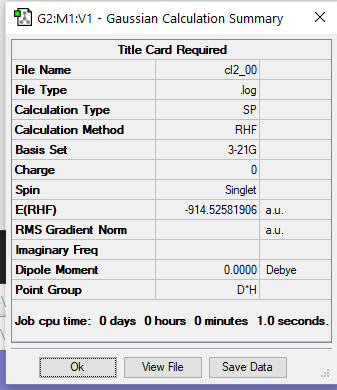 G2:M1:V1 - Gaussian Calculation Summary
Title Card Required
File Name cl2_00
File Type .log
Calculation Type SP
Calculation Method RHF
Basis Set 3-21G
Charge 0
Spin Singlet
E(RHF) -914.52581906 a.u.
RMS Gradient Norm a.u.
Imaginary Freq
Dipole Moment 0.0000 Debye
Point Group D*H
Job cpu time: 0 days 0 hours 0 minutes 1.0 seconds.
Ok View File Save Data